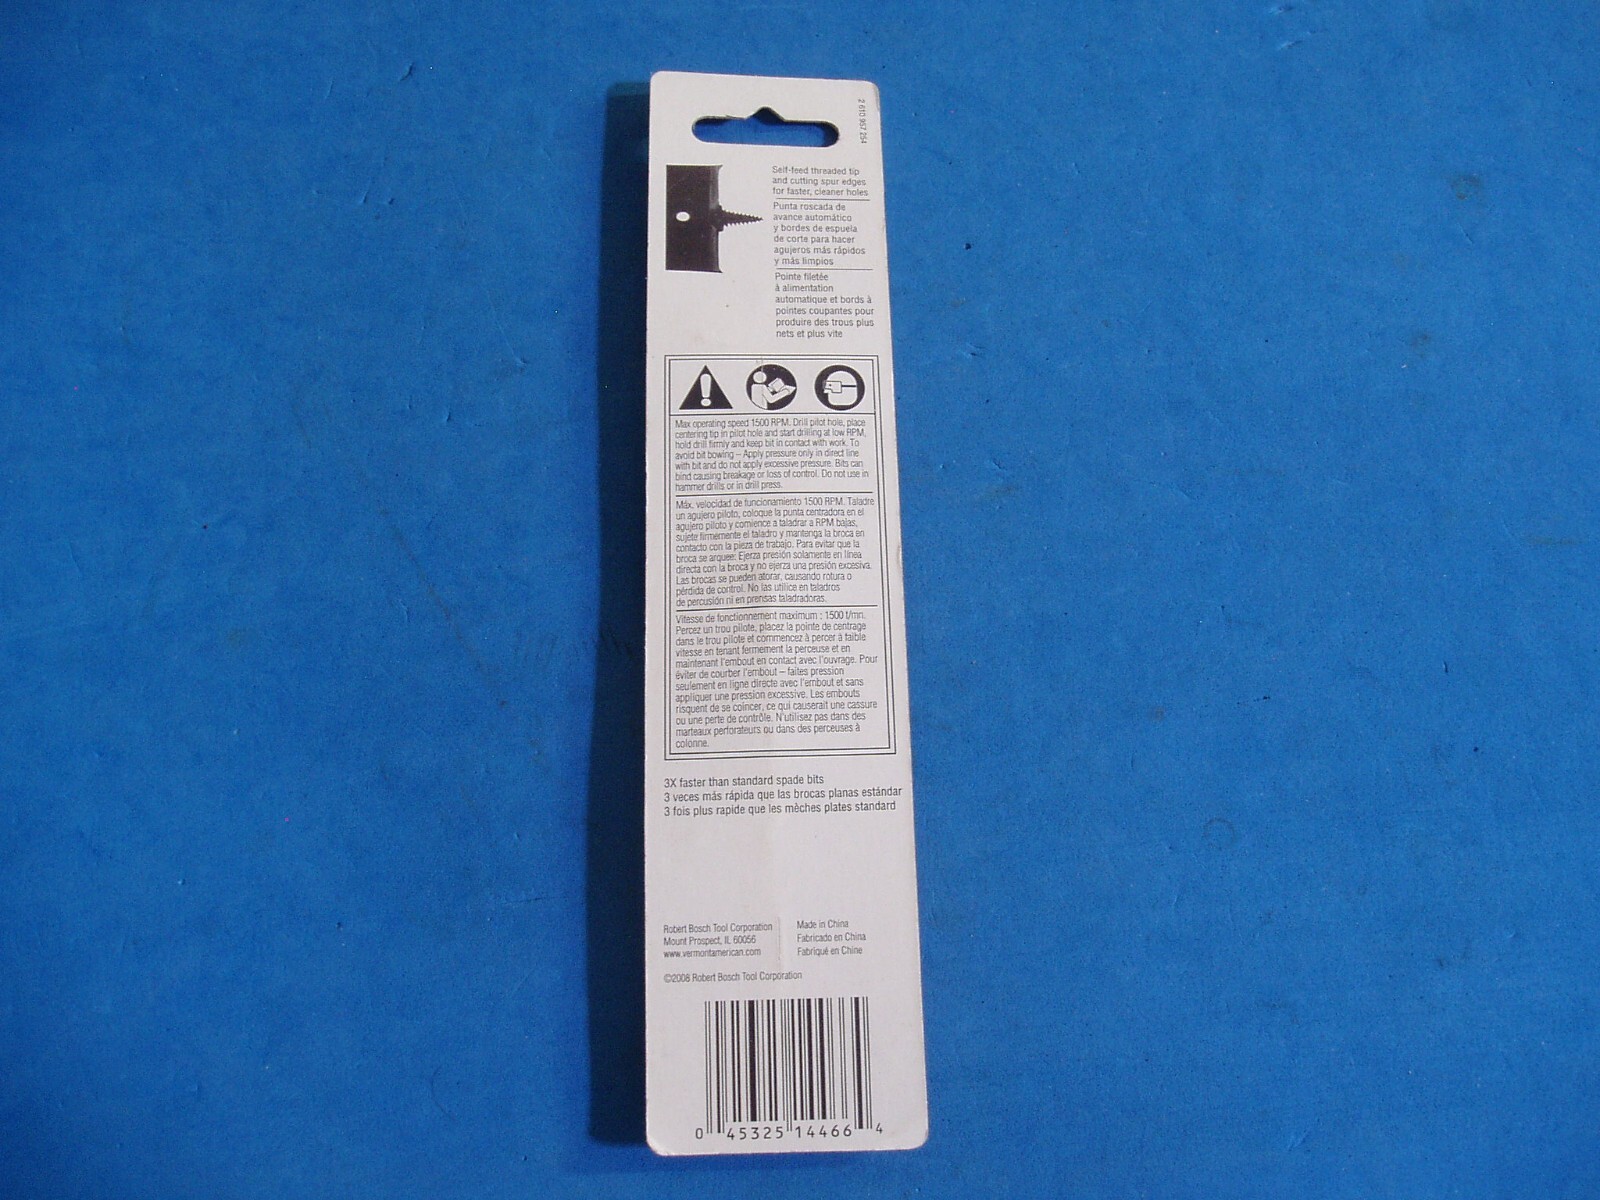 2 610 957 254
Self-feed threaded tip
and cutting spur edges
for faster, cleaner holes
Punta roscada de
avance automático
y bordes de espuela
de corte para hacer
agujeros más rápidos
y más limpios
Pointe filetée
à alimentation
automatique et bords à
pointes coupantes pour
produire des trous plus
nets et plus vite
Max operating speed 1500 RPM. Drill pilot hole, place
centering tip in pilot hole and start drilling at low RPM,
hold drill firmly and keep bit in contact with work. To
avoid bit bowing – Apply pressure only in direct line
with bit and do not apply excessive pressure. Bits can
bind causing breakage or loss of control. Do not use in
hammer drills or in drill press.
Máx. velocidad de funcionamiento 1500 RPM. Taladre
un agujero piloto, coloque la punta centradora en el
agujero piloto y comience a taladrar a RPM bajas,
sujete firmemente el taladro y mantenga la broca en
contacto con la pieza de trabajo. Para evitar que la
broca se arquee: Ejerza presión solamente en línea
directa con la broca y no ejerza una presión excesiva.
Las brocas se pueden atorar, causando rotura o
pérdida de control. No las utilice en taladros
de percusión ni en prensas taladradoras.
Vitesse de fonctionnement maximum : 1500 t/mn.
Percez un trou pilote, placez la pointe de centrage
dans le trou pilote et commencez à percer à faible
vitesse en tenant fermement la perceuse et en
maintenant l'embout en contact avec l'ouvrage. Pour
éviter de courber l'embout – faites pression
seulement en ligne directe avec l'embout et sans
appliquer une pression excessive. Les embouts
risquent de se coincer, ce qui causerait une cassure
ou une perte de contrôle. N'utilisez pas dans des
marteaux perforateurs ou dans des perceuses à
colonne.
3X faster than standard spade bits
3 veces más rápida que las brocas planas estándar
3 fois plus rapide que les mèches plates standard
Robert Bosch Tool Corporation
Mount Prospect, IL 60056
www.vermontamerican.com
Made in China
Fabricado en China
Fabriqué en Chine
©2008 Robert Bosch Tool Corporation
0 45325 14466 4